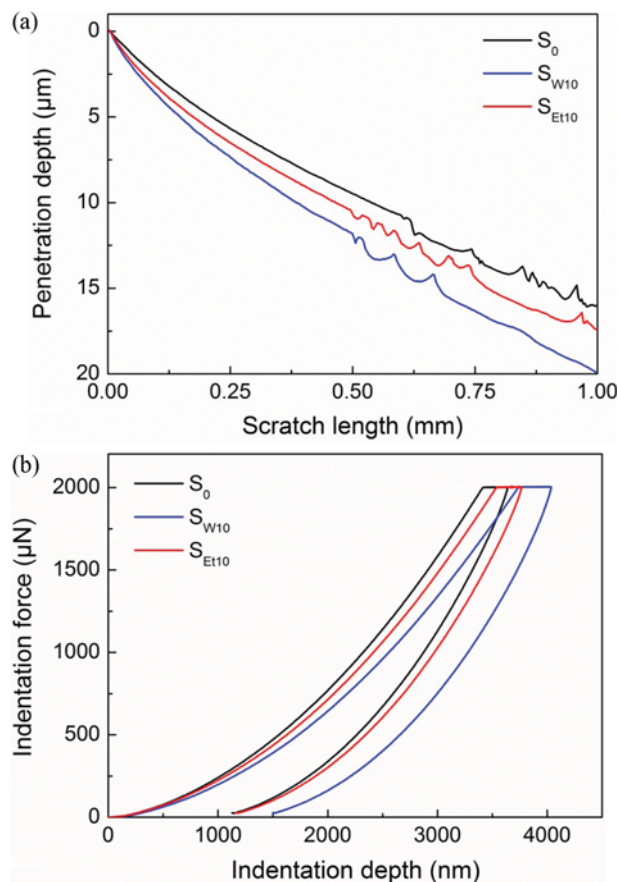 (a)
0
5
10
15
20
Penetration depth (μm)
S0
SW10
SEt10
0.00 0.25 0.50 0.75 1.00
Scratch length (mm)
(b)
2000
1500
1000
500
0
Indentation force (μN)
S0
SW10
SEt10
0 1000 2000 3000 4000
Indentation depth (nm)